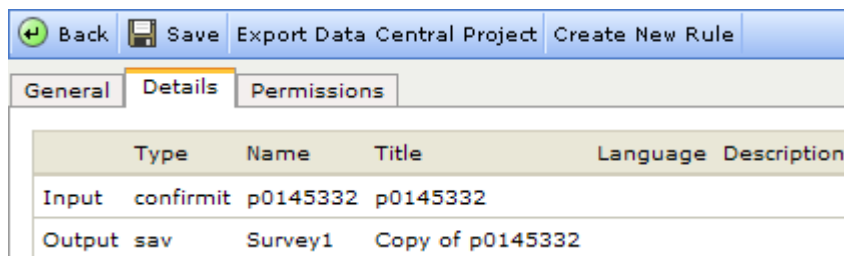 Back Save Export Data Central Project Create New Rule
General Details Permissions
Type Name Title Language Description
Input confirmit p0145332 p0145332
Output sav Survey1 Copy of p0145332